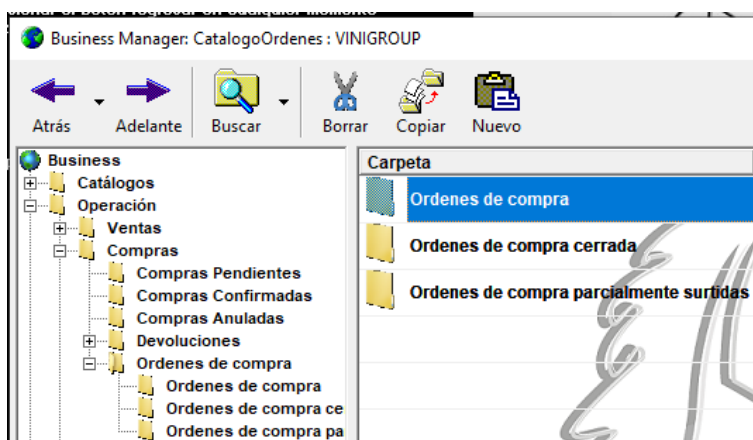 Business Manager: CatalogoOrdenes : VINIGROUP
Atrás
Adelante
Buscar
Borrar
Copiar
Nuevo
Business
Catálogos
Operación
Ventas
Compras
Compras Pendientes
Compras Confirmadas
Compras Anuladas
Devoluciones
Ordenes de compra
Ordenes de compra
Ordenes de compra ce
Ordenes de compra pa
Carpeta
Ordenes de compra
Ordenes de compra cerrada
Ordenes de compra parcialmente surtidas